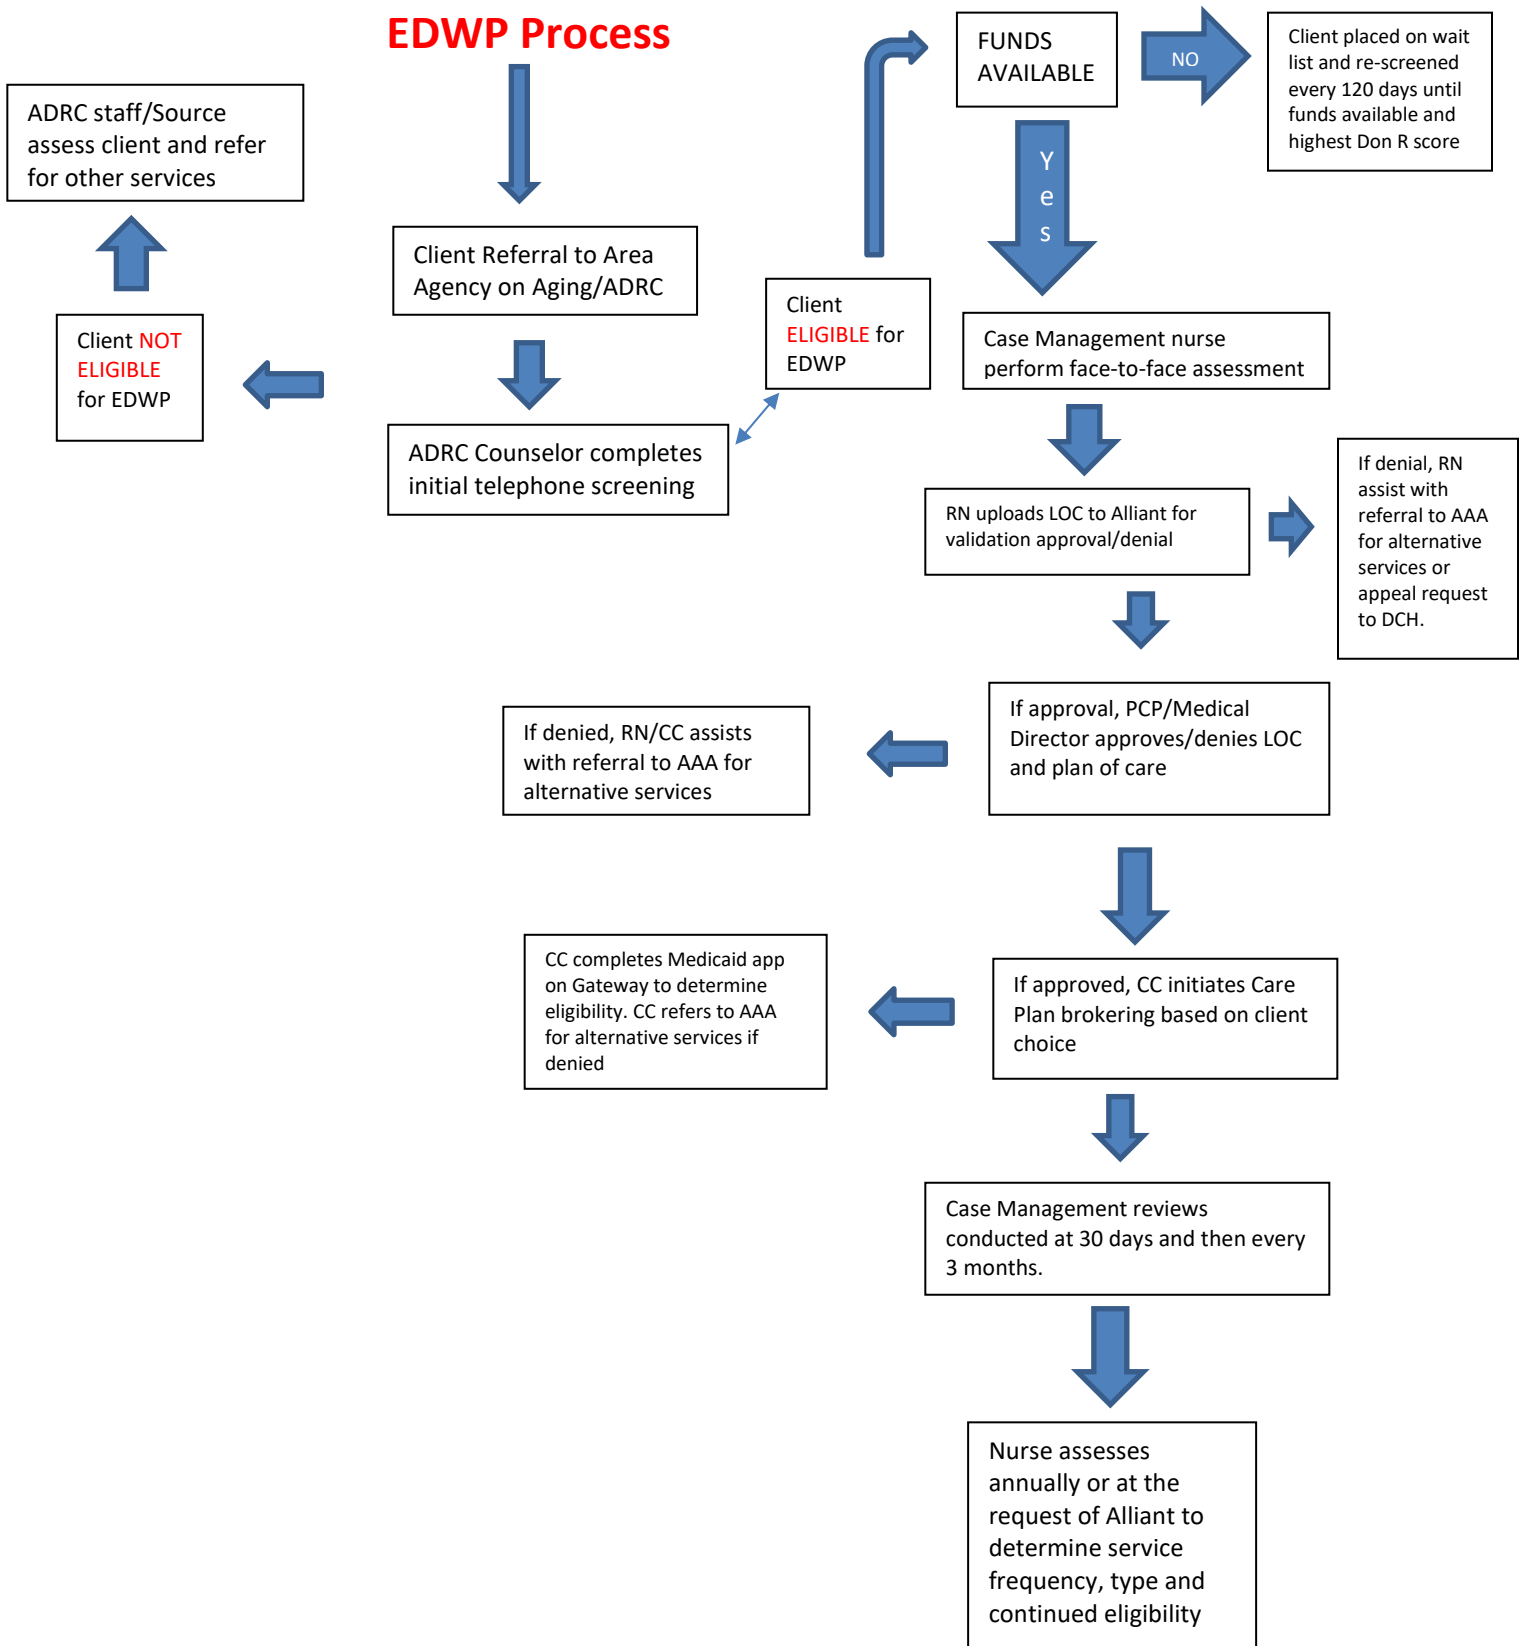 EDWP Process
FUNDS
AVAILABLE
NO
Client placed on wait
list and re-screened
every 120 days until
funds available and
highest Don R score
ADRC staff/Source
assess client and refer
for other services
Y
e
s
Client Referral to Area
Agency on Aging/ADRC
Client
ELIGIBLE for
EDWP
Client NOT
ELIGIBLE
for EDWP
Case Management nurse
perform face-to-face assessment
ADRC Counselor completes
initial telephone screening
If denial, RN
assist with
referral to AAA
for alternative
services or
appeal request
to DCH.
RN uploads LOC to Alliant for
validation approval/denial
If approval, PCP/Medical
Director approves/denies LOC
and plan of care
If denied, RN/CC assists
with referral to AAA for
alternative services
CC completes Medicaid app
on Gateway to determine
eligibility. CC refers to AAA
for alternative services if
denied
If approved, CC initiates Care
Plan brokering based on client
choice
Case Management reviews
conducted at 30 days and then every
3 months.
Nurse assesses
annually or at the
request of Alliant to
determine service
frequency, type and
continued eligibility